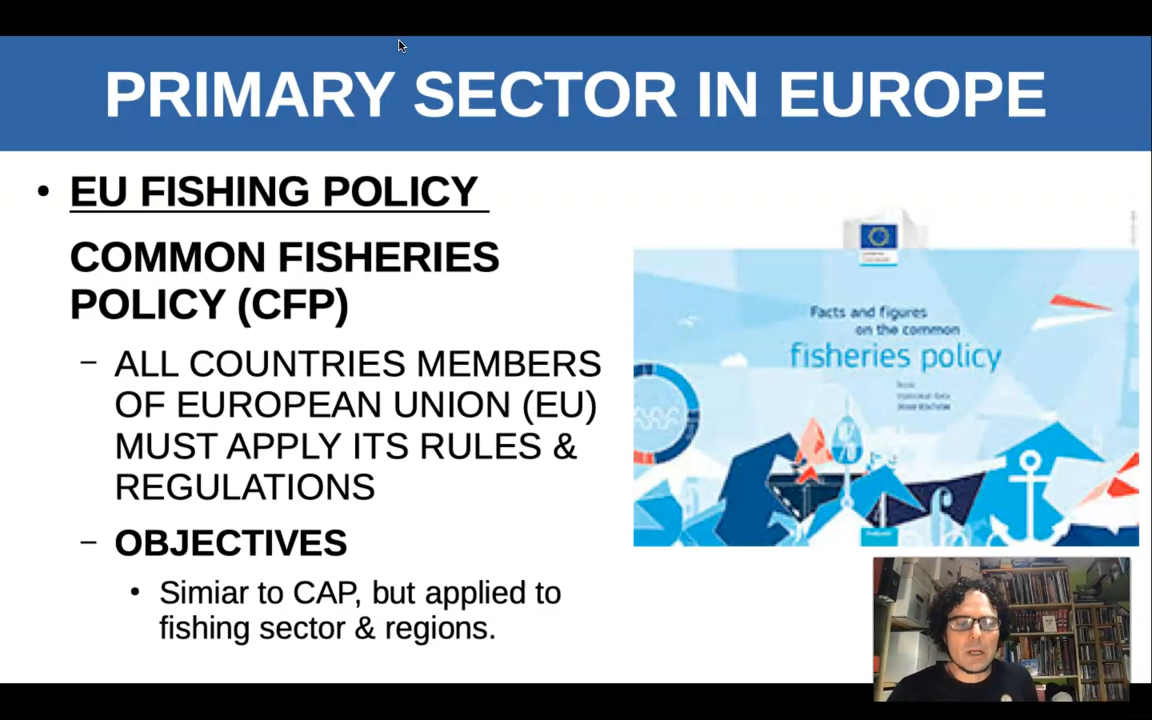 PRIMARY SECTOR IN EUROPE
• EU FISHING POLICY
COMMON FISHERIES
POLICY (CFP)
– ALL COUNTRIES MEMBERS
OF EUROPEAN UNION (EU)
MUST APPLY ITS RULES &
REGULATIONS
– OBJECTIVES
• Simiar to CAP, but applied to
fishing sector & regions.
Facts and figures
on the common
fisheries policy